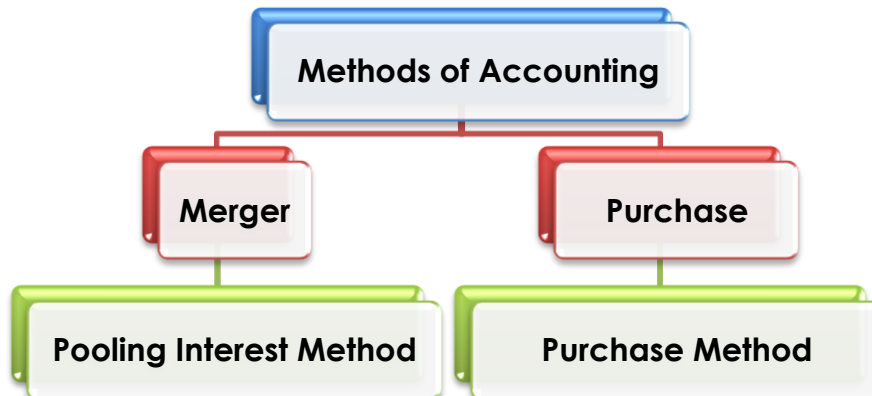 Methods of Accounting
Merger
Purchase
Pooling Interest Method
Purchase Method